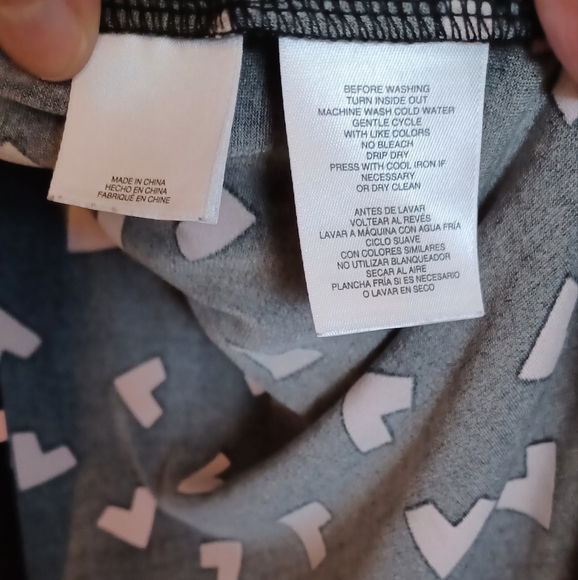 MADE IN CHINA
HECHO EN CHINA
FABRIQUÉ EN CHINE
BEFORE WASHING
TURN INSIDE OUT
MACHINE WASH COLD WATER
GENTLE CYCLE
WITH LIKE COLORS
NO BLEACH
DRIP DRY
PRESS WITH COOL IRON IF
NECESSARY
OR DRY CLEAN
ANTES DE LAVAR
VOLTEAR AL REVÉS
LAVAR A MÁQUINA CON AGUA FRÍA
CICLO SUAVE
CON COLORES SIMILARES
NO UTILIZAR BLANQUEADOR
SECAR AL AIRE
PLANCHA FRÍA SI ES NECESARIO
O LAVAR EN SECO